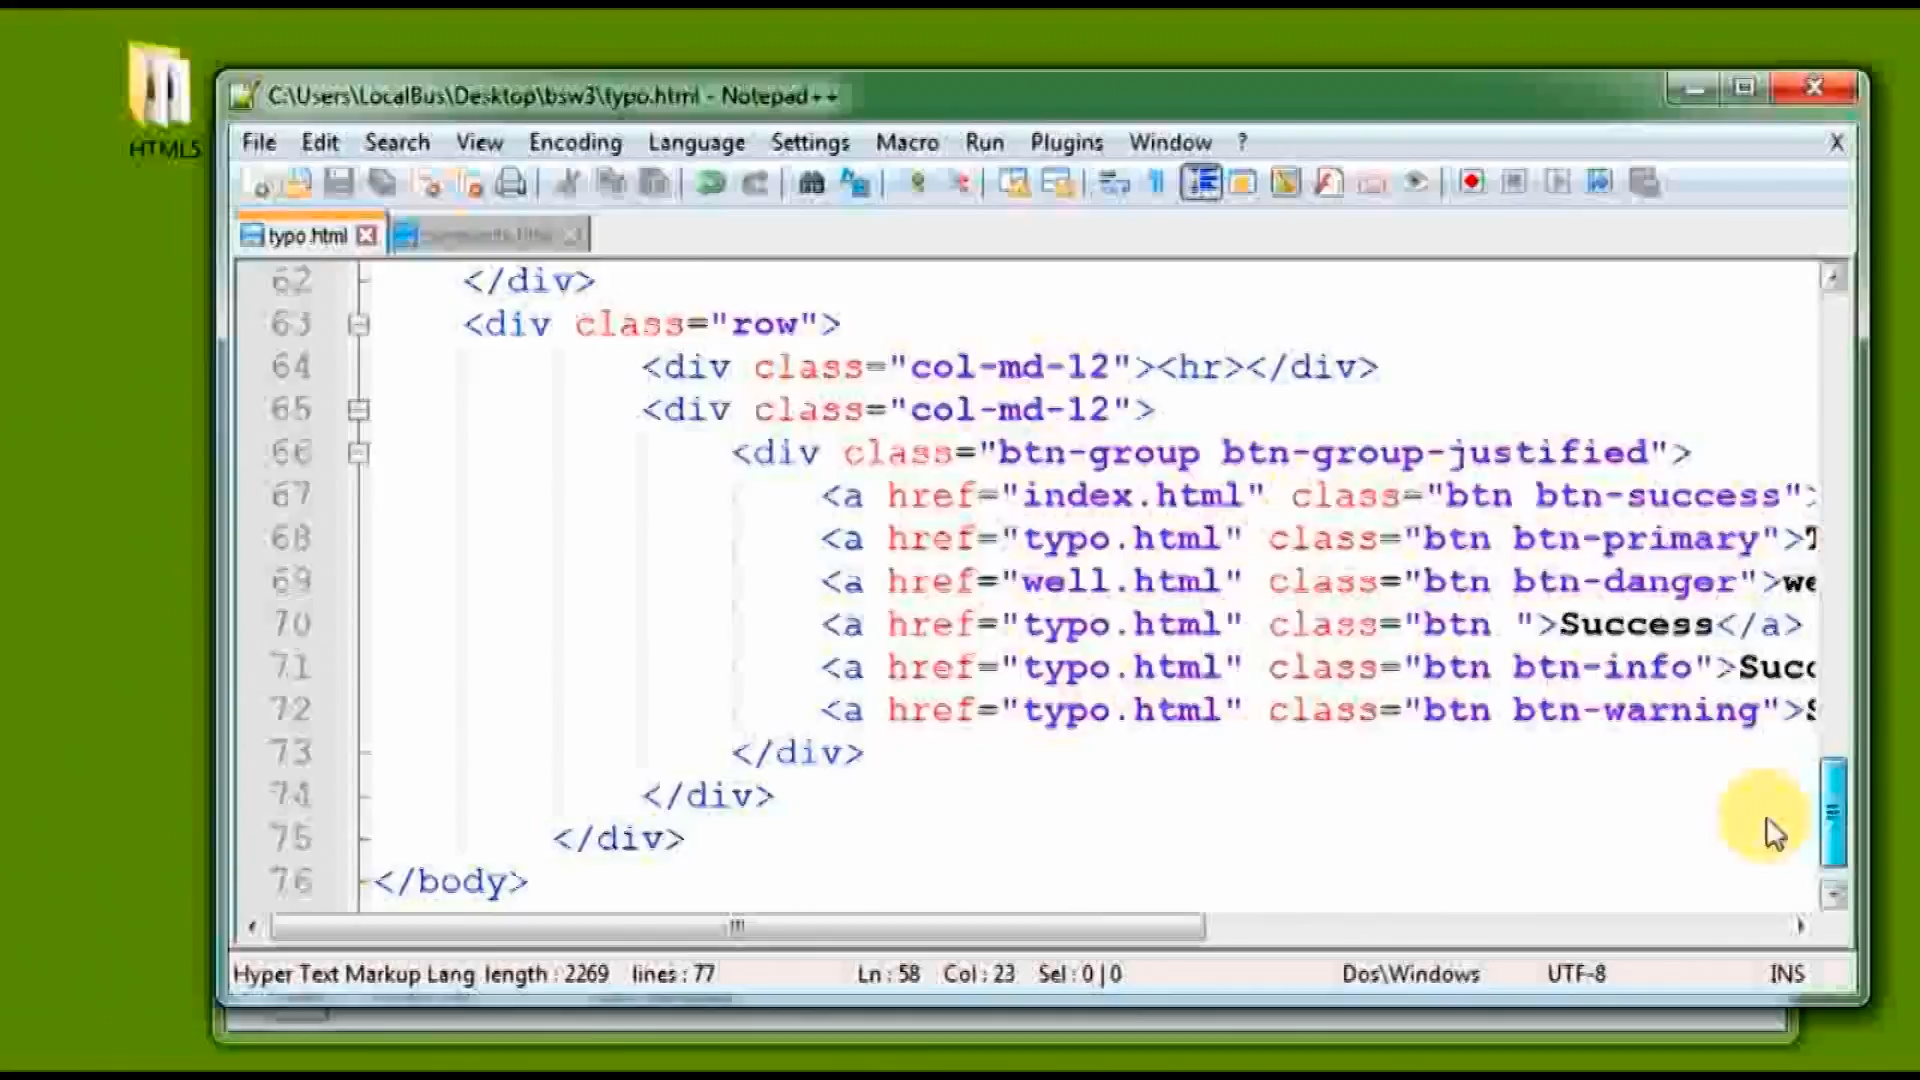 HTML5
C:\Users\LocalBus\Desktop\bsw3\typo.html - Notepad++
File Edit Search View Encoding Language Settings Macro Run Plugins Window ? X
typo.html
62 </div>
63 <div class="row">
64 <div class="col-md-12"><hr></div>
65 <div class="col-md-12">
66 <div class="btn-group btn-group-justified">
67 <a href="index.html" class="btn btn-success">
68 <a href="typo.html" class="btn btn-primary">T
69 <a href="well.html" class="btn btn-danger">we
70 <a href="typo.html" class="btn ">Success</a>
71 <a href="typo.html" class="btn btn-info">Succ
72 <a href="typo.html" class="btn btn-warning">S
73 </div>
74 </div>
75 </div>
76 </body>
Hyper Text Markup Lang length : 2269 lines : 77 Ln : 58 Col : 23 Sel : 0 | 0 Dos\Windows UTF-8 INS